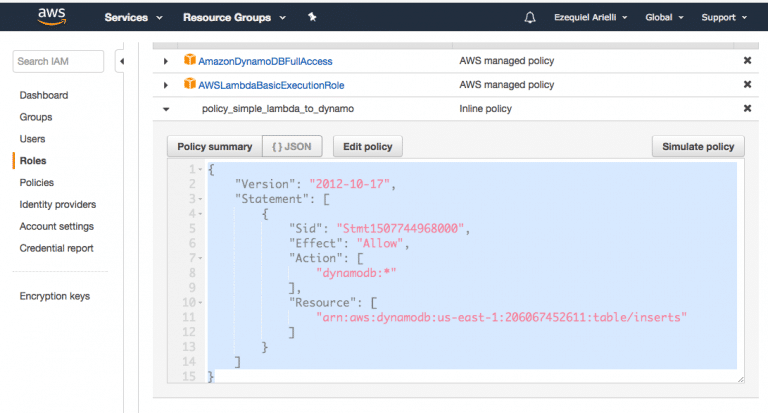 aws Services Resource Groups Ezequiel Arielli Global Support
Search IAM
Dashboard
Groups
Users
Roles
Policies
Identity providers
Account settings
Credential report
Encryption keys
AmazonDynamoDBFullAccess AWS managed policy
AWSLambdaBasicExecutionRole AWS managed policy
policy_simple_lambda_to_dynamo Inline policy
Policy summary { } JSON Edit policy Simulate policy
1 {
2 "Version": "2012-10-17",
3 "Statement": [
4 {
5 "Sid": "Stmt1507744968000",
6 "Effect": "Allow",
7 "Action": [
8 "dynamodb:*"
9 ],
10 "Resource": [
11 "arn:aws:dynamodb:us-east-1:206067452611:table/inserts"
12 ]
13 }
14 ]
15 }